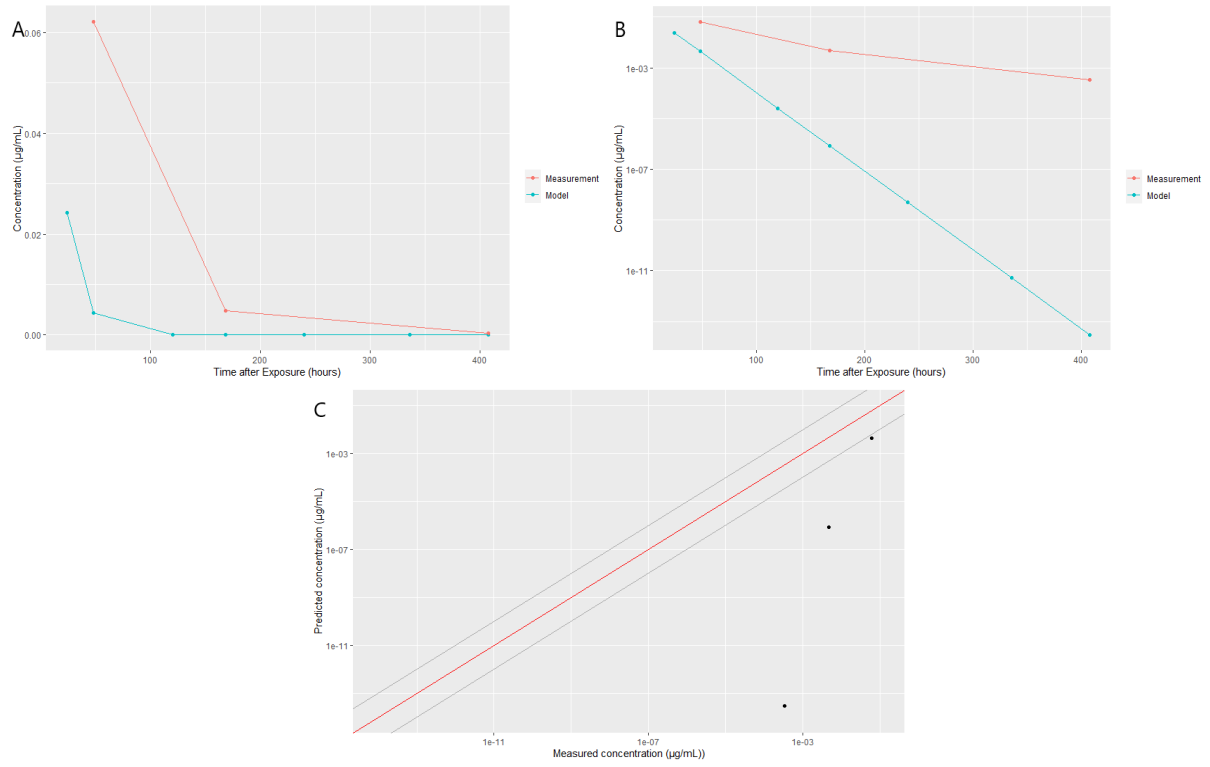 A
0.06
0.04
0.02
0.00
Concentration (µg/mL)
100
200
300
400
Time after Exposure (hours)
Measurement
Model
B
1e-03
1e-07
1e-11
Concentration (µg/mL)
100
200
300
400
Time after Exposure (hours)
Measurement
Model
C
1e-03
1e-07
1e-11
Predicted concentration (µg/mL)
1e-11
1e-07
1e-03
Measured concentration (µg/mL))